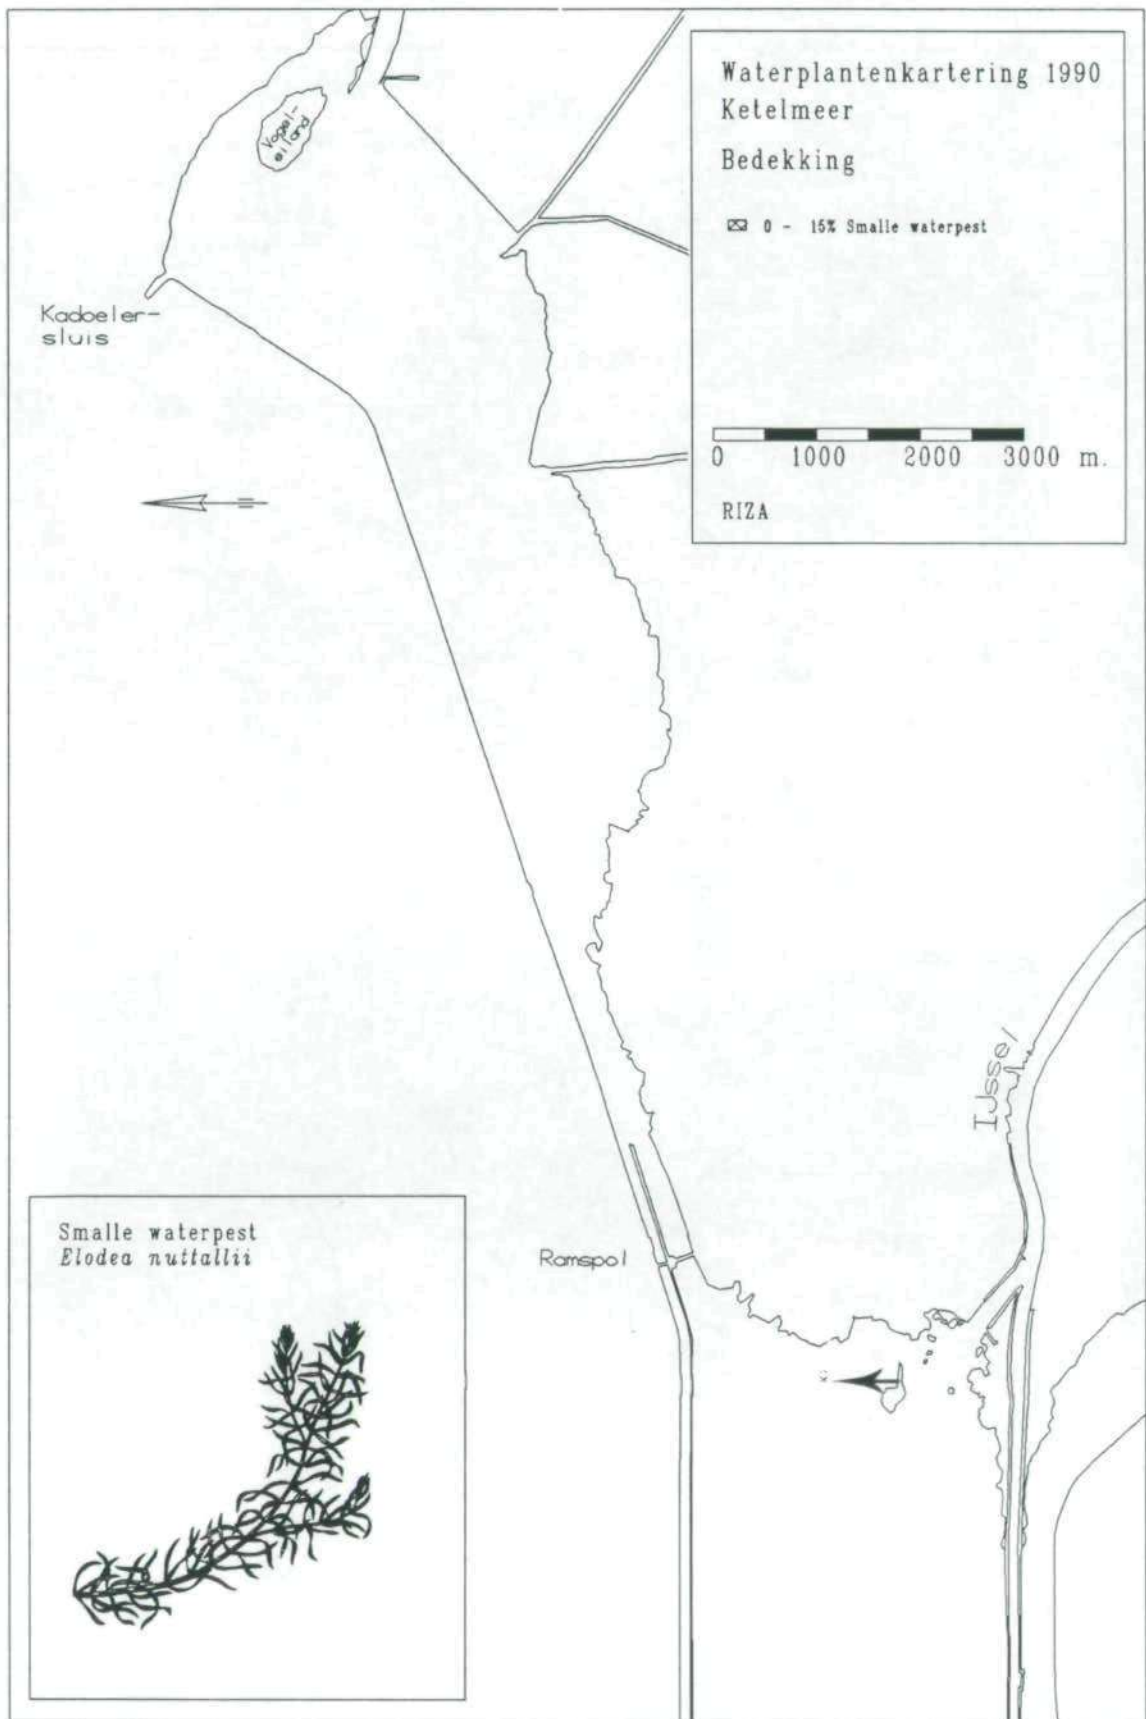 Waterplantenkartering 1990
Ketelmeer
Bedekking
0 - 15% Smalle waterpest
0 1000 2000 3000 m.
RIZA
Vogel-
eiland
Kadoeler-
sluis
IJssel
Ramspol
Smalle waterpest
Elodea nuttallii